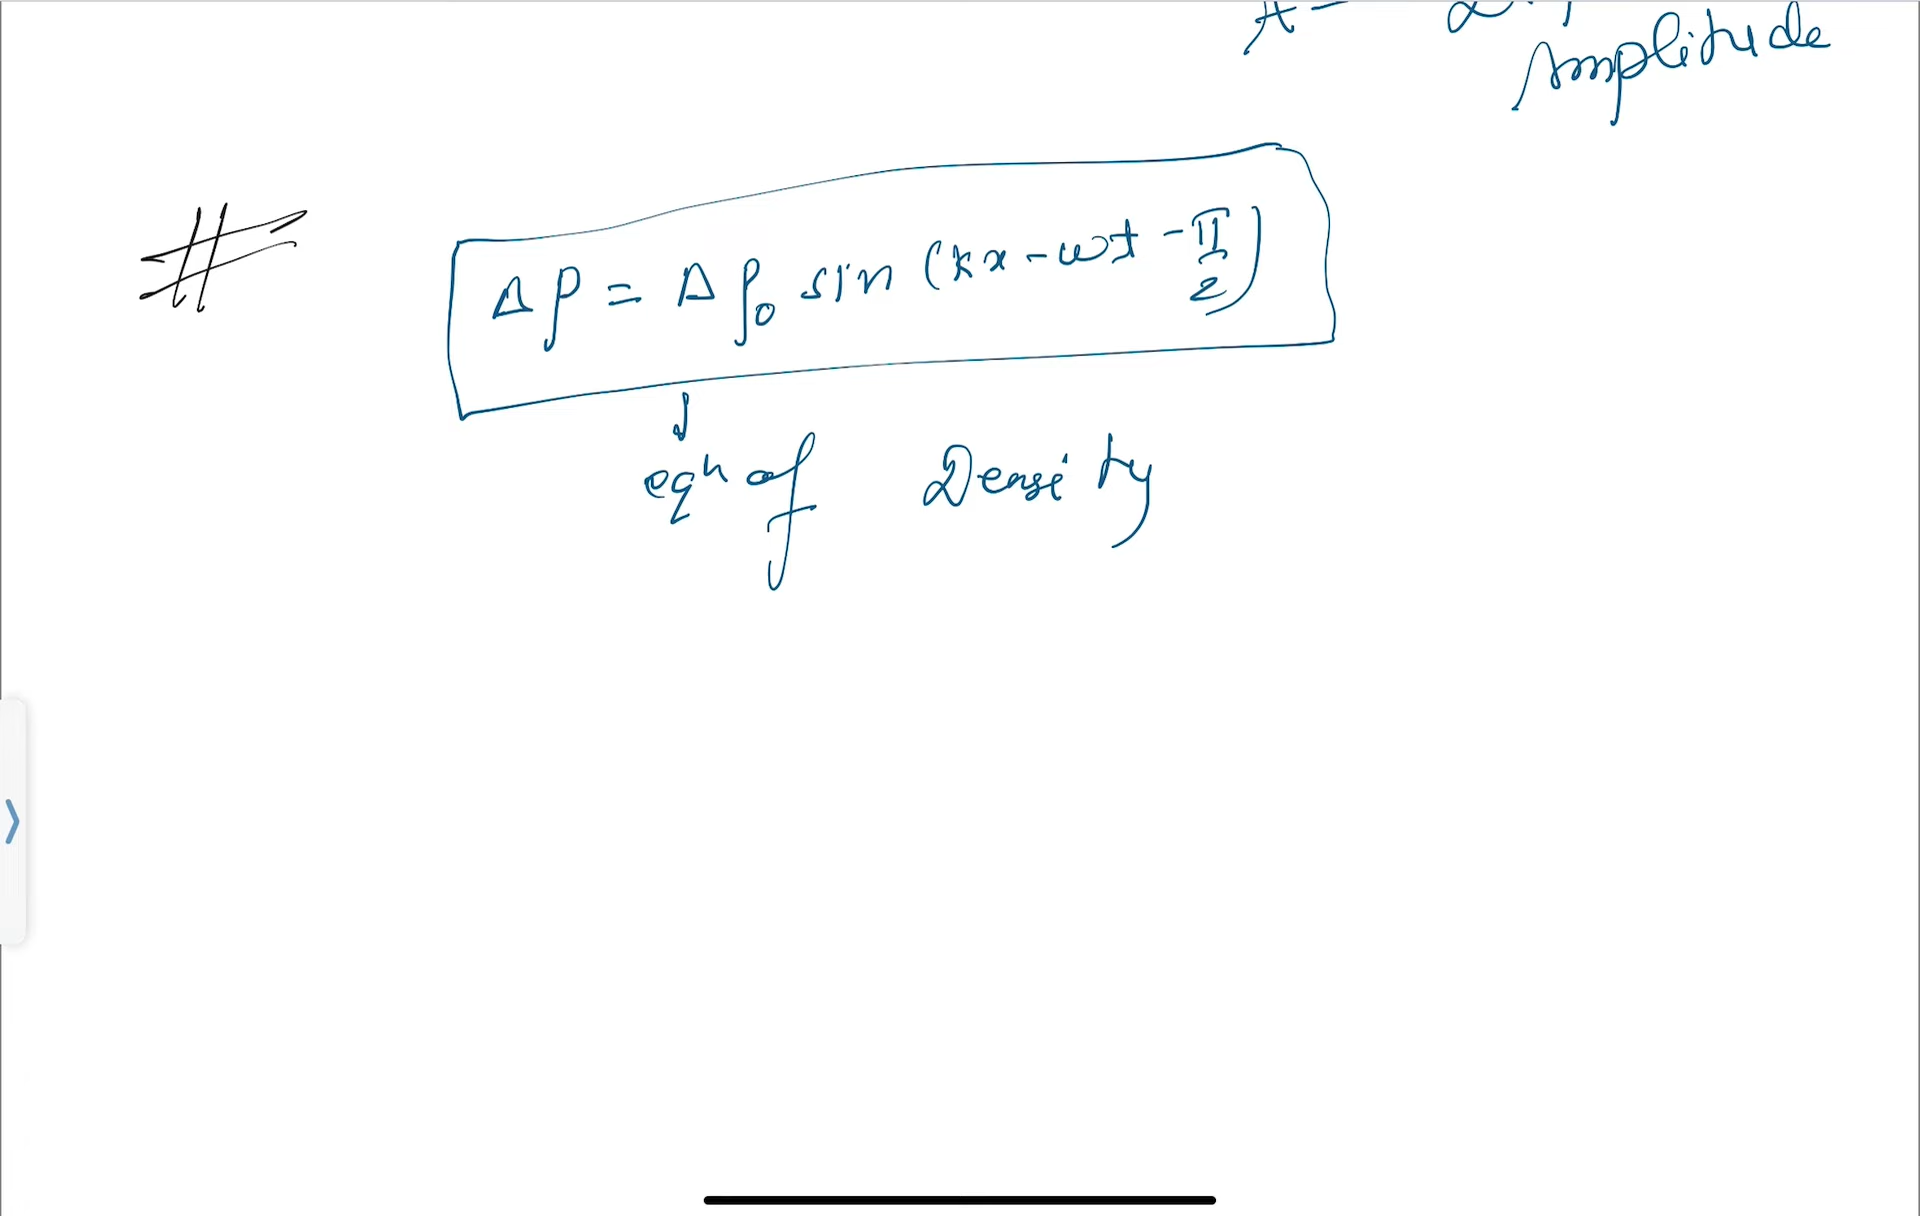 Amplitude
# Δρ = Δρ₀ sin (kx - ωt - π/2)
↓
eqn of Density